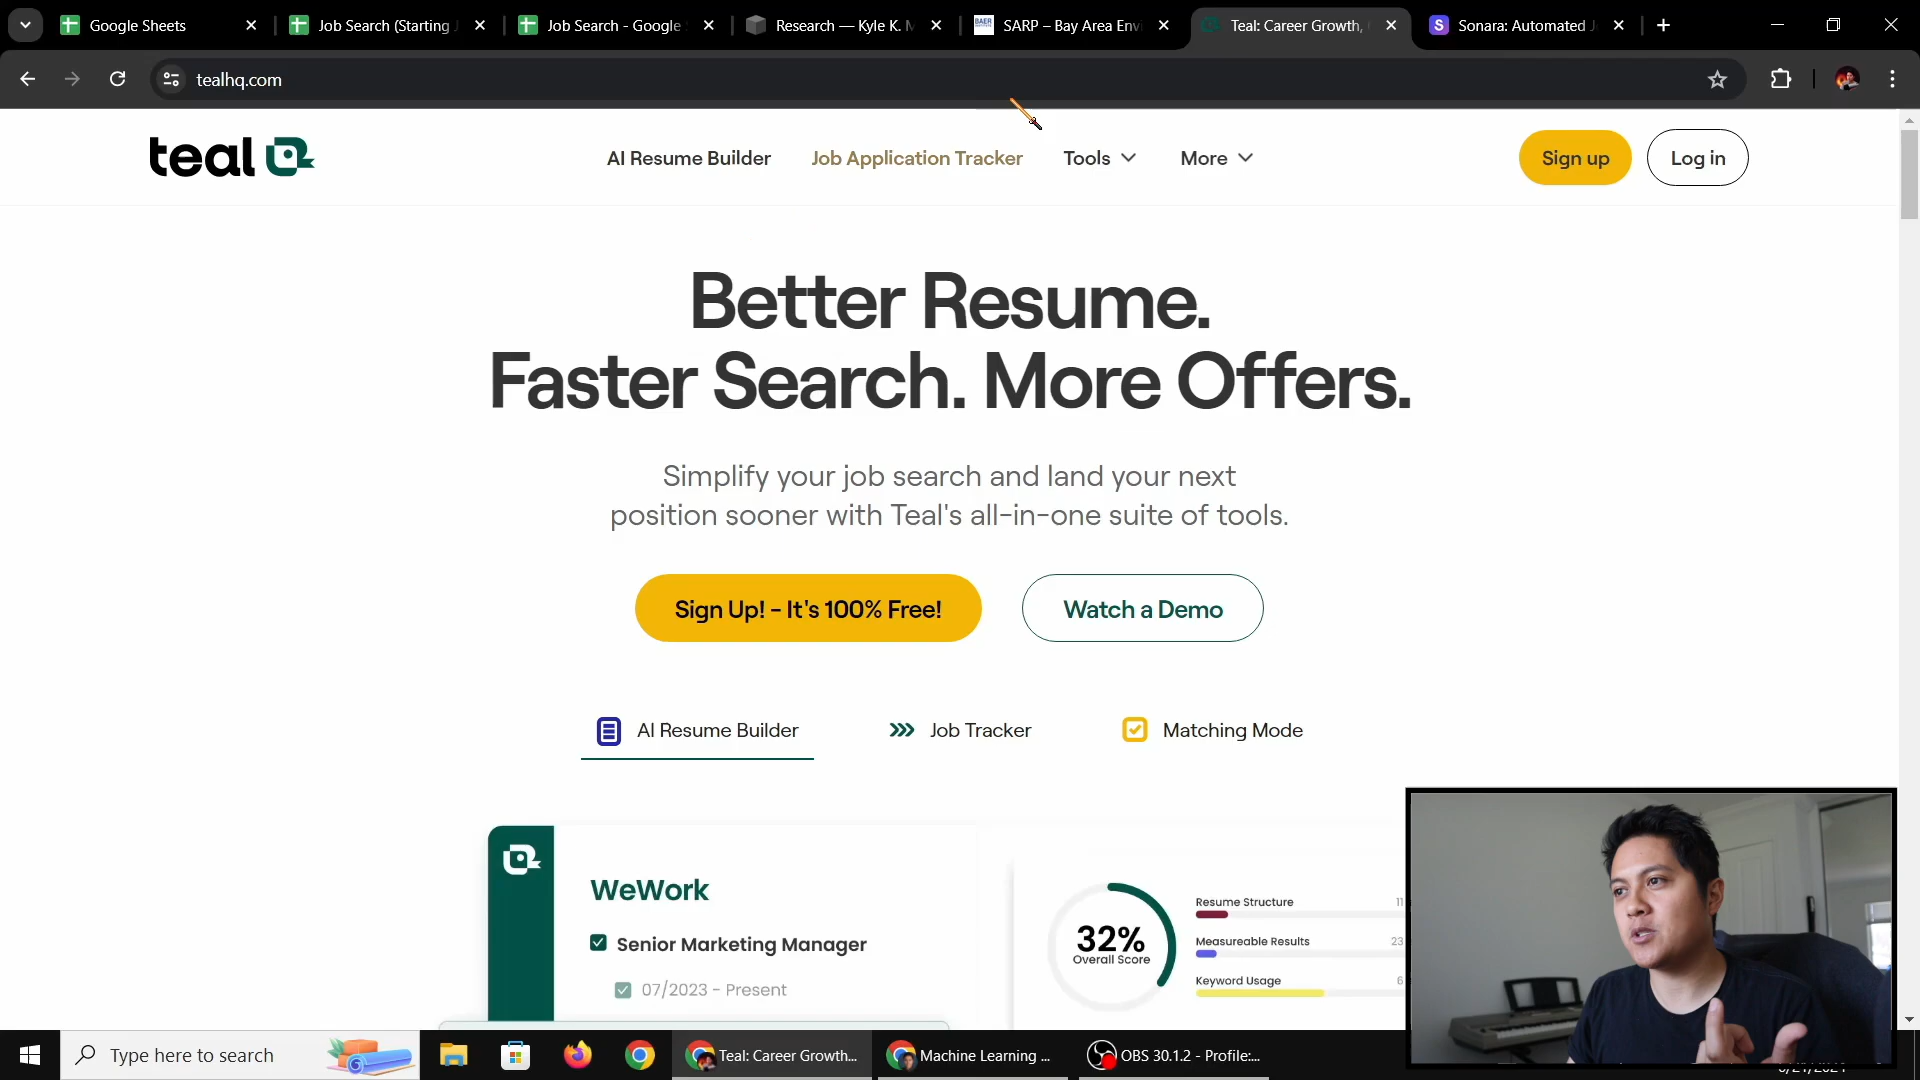 Google Sheets
Job Search (Starting
Job Search - Google
Research — Kyle K. M
SARP – Bay Area Envi
Teal: Career Growth,
Sonara: Automated J
tealhq.com
teal
AI Resume Builder
Job Application Tracker
Tools
More
Sign up
Log in
Better Resume.
Faster Search. More Offers.
Simplify your job search and land your next
position sooner with Teal's all-in-one suite of tools.
Sign Up! - It's 100% Free!
Watch a Demo
AI Resume Builder
Job Tracker
Matching Mode
WeWork
Senior Marketing Manager
07/2023 - Present
32%
Overall Score
Resume Structure
11
Measureable Results
23
Keyword Usage
6
Type here to search
Teal: Career Growth...
Machine Learning ...
OBS 30.1.2 - Profile:...